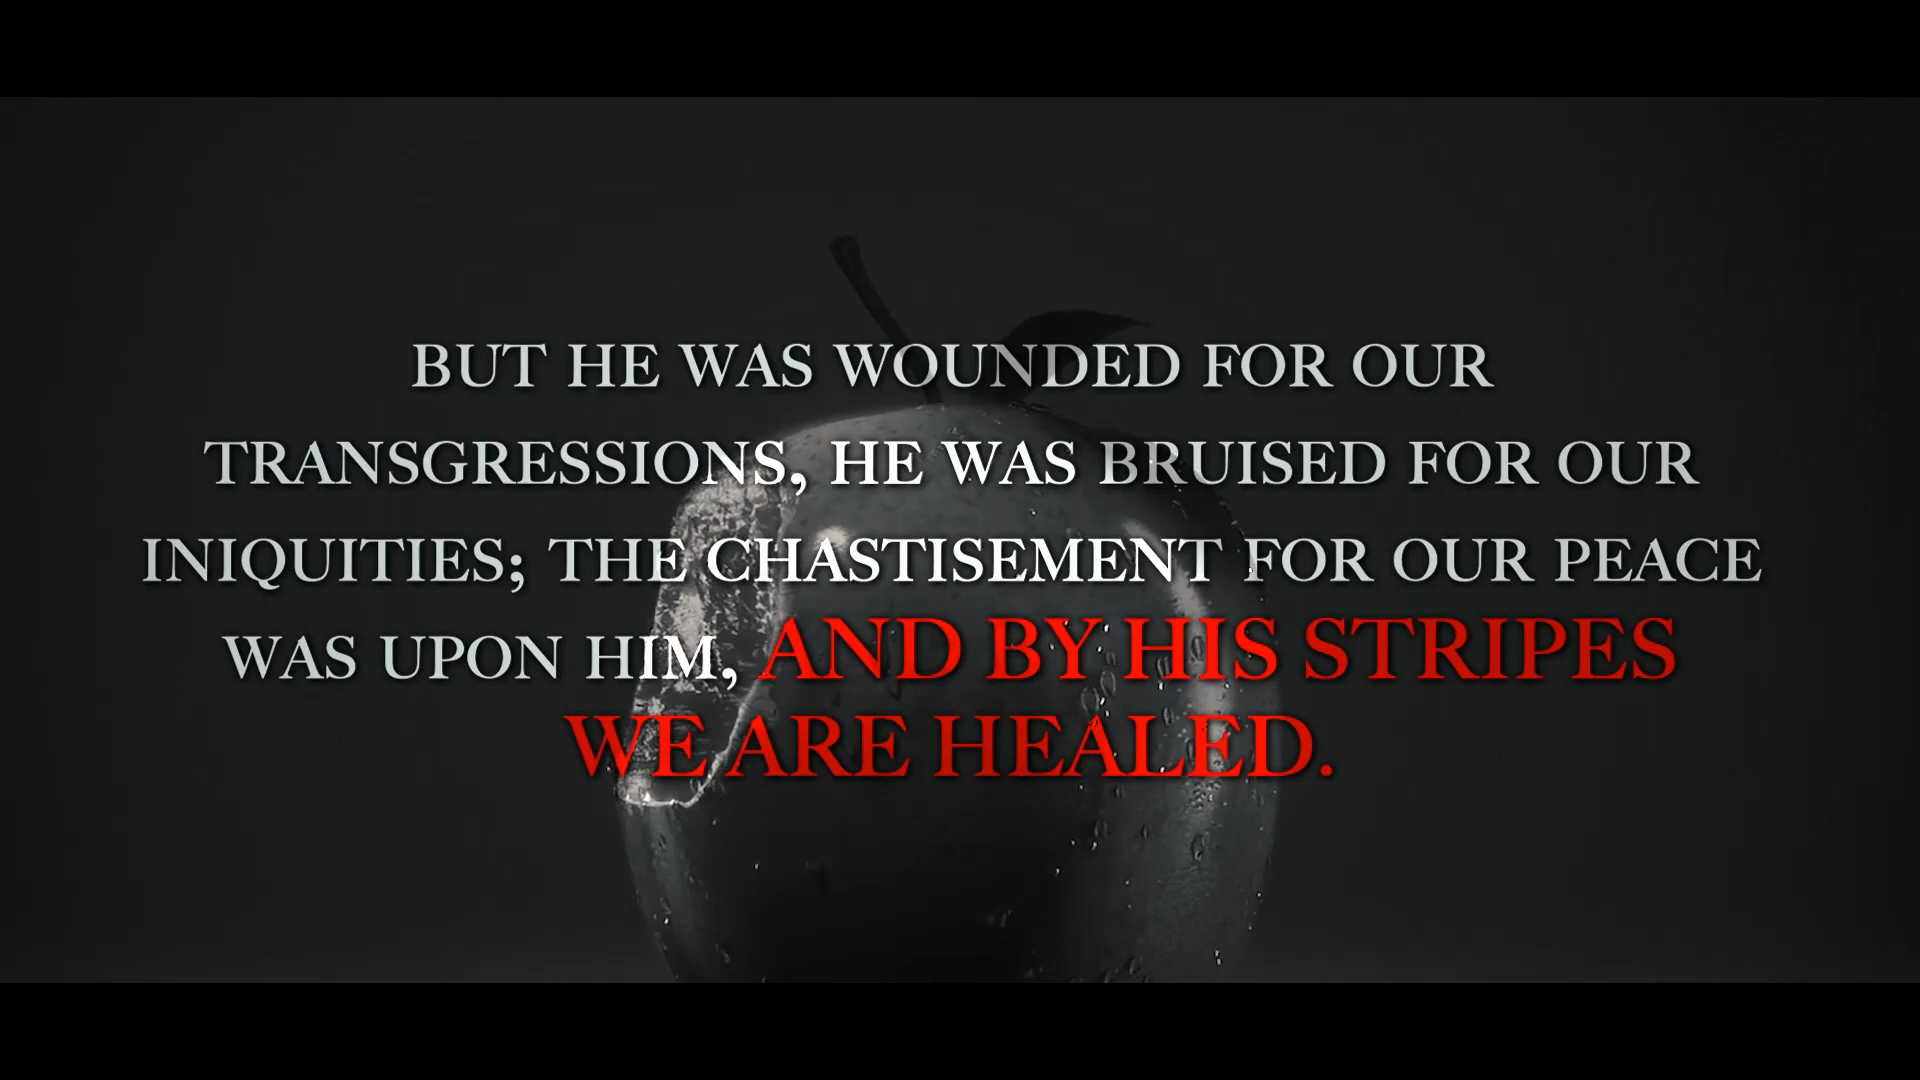 BUT HE WAS WOUNDED FOR OUR
TRANSGRESSIONS, HE WAS BRUISED FOR OUR
INIQUITIES; THE CHASTISEMENT FOR OUR PEACE
WAS UPON HIM, AND BY HIS STRIPES
WE ARE HEALED.